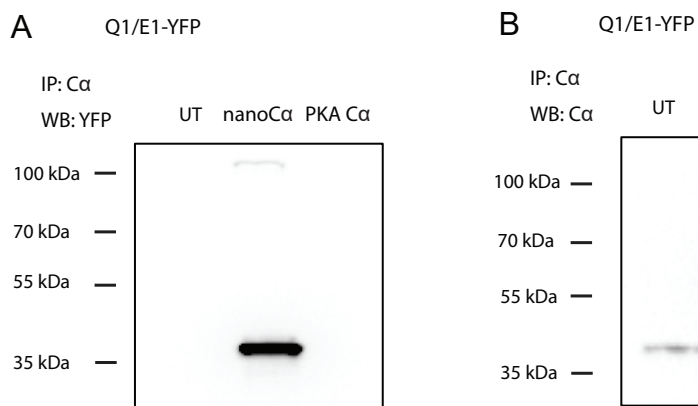 A
Q1/E1-YFP
IP: Cα
WB: YFP
UT nanoCα PKA Cα
100 kDa
70 kDa
55 kDa
35 kDa
B
Q1/E1-YFP
IP: Cα
WB: Cα
UT
100 kDa
70 kDa
55 kDa
35 kDa